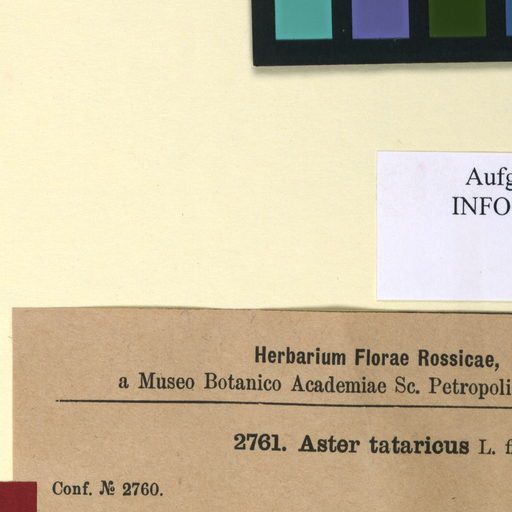 Aufg
INFO
Herbarium Florae Rossicae,
a Museo Botanico Academiae Sc. Petropoli
2761. Aster tataricus L. f
Conf. № 2760.